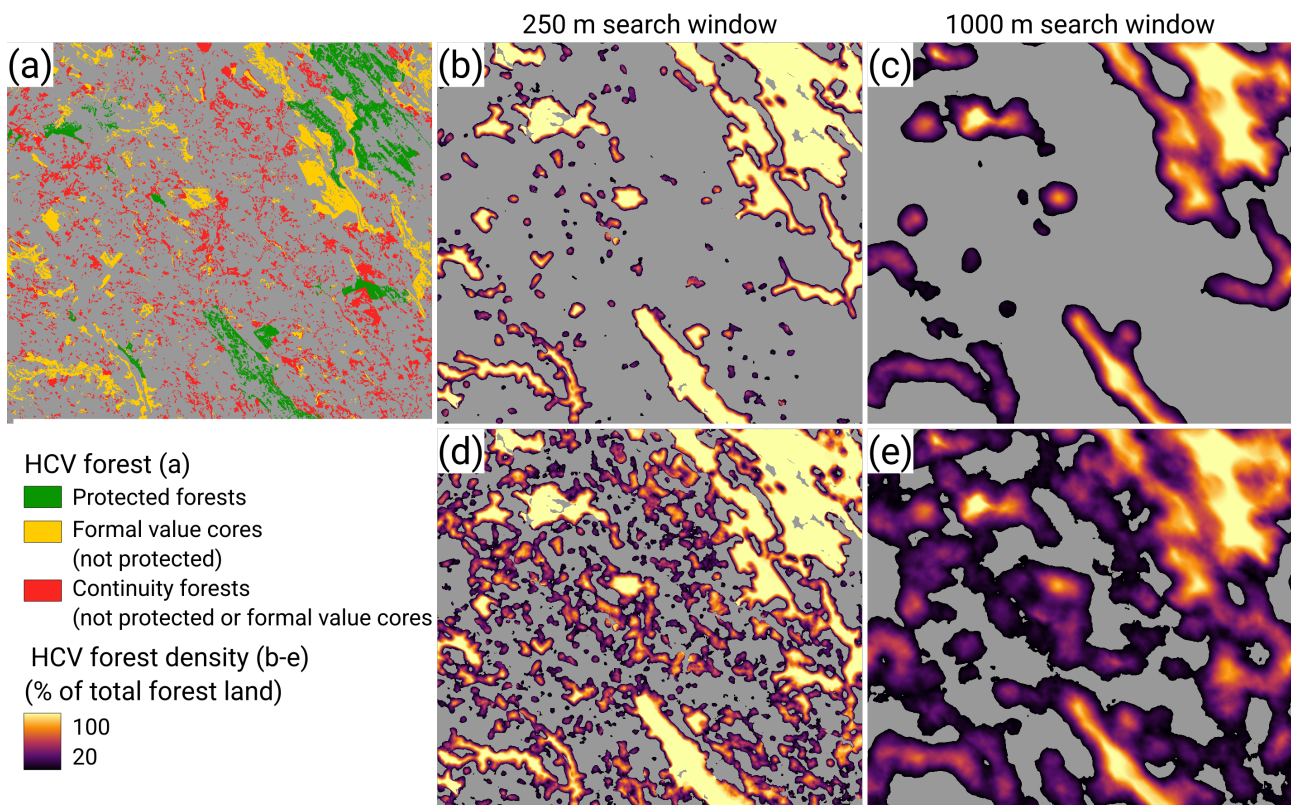 250 m search window
1000 m search window
(a)
(b)
(c)
(d)
(e)
HCV forest (a)
Protected forests
Formal value cores
(not protected)
Continuity forests
(not protected or formal value cores
HCV forest density (b-e)
(% of total forest land)
100
20